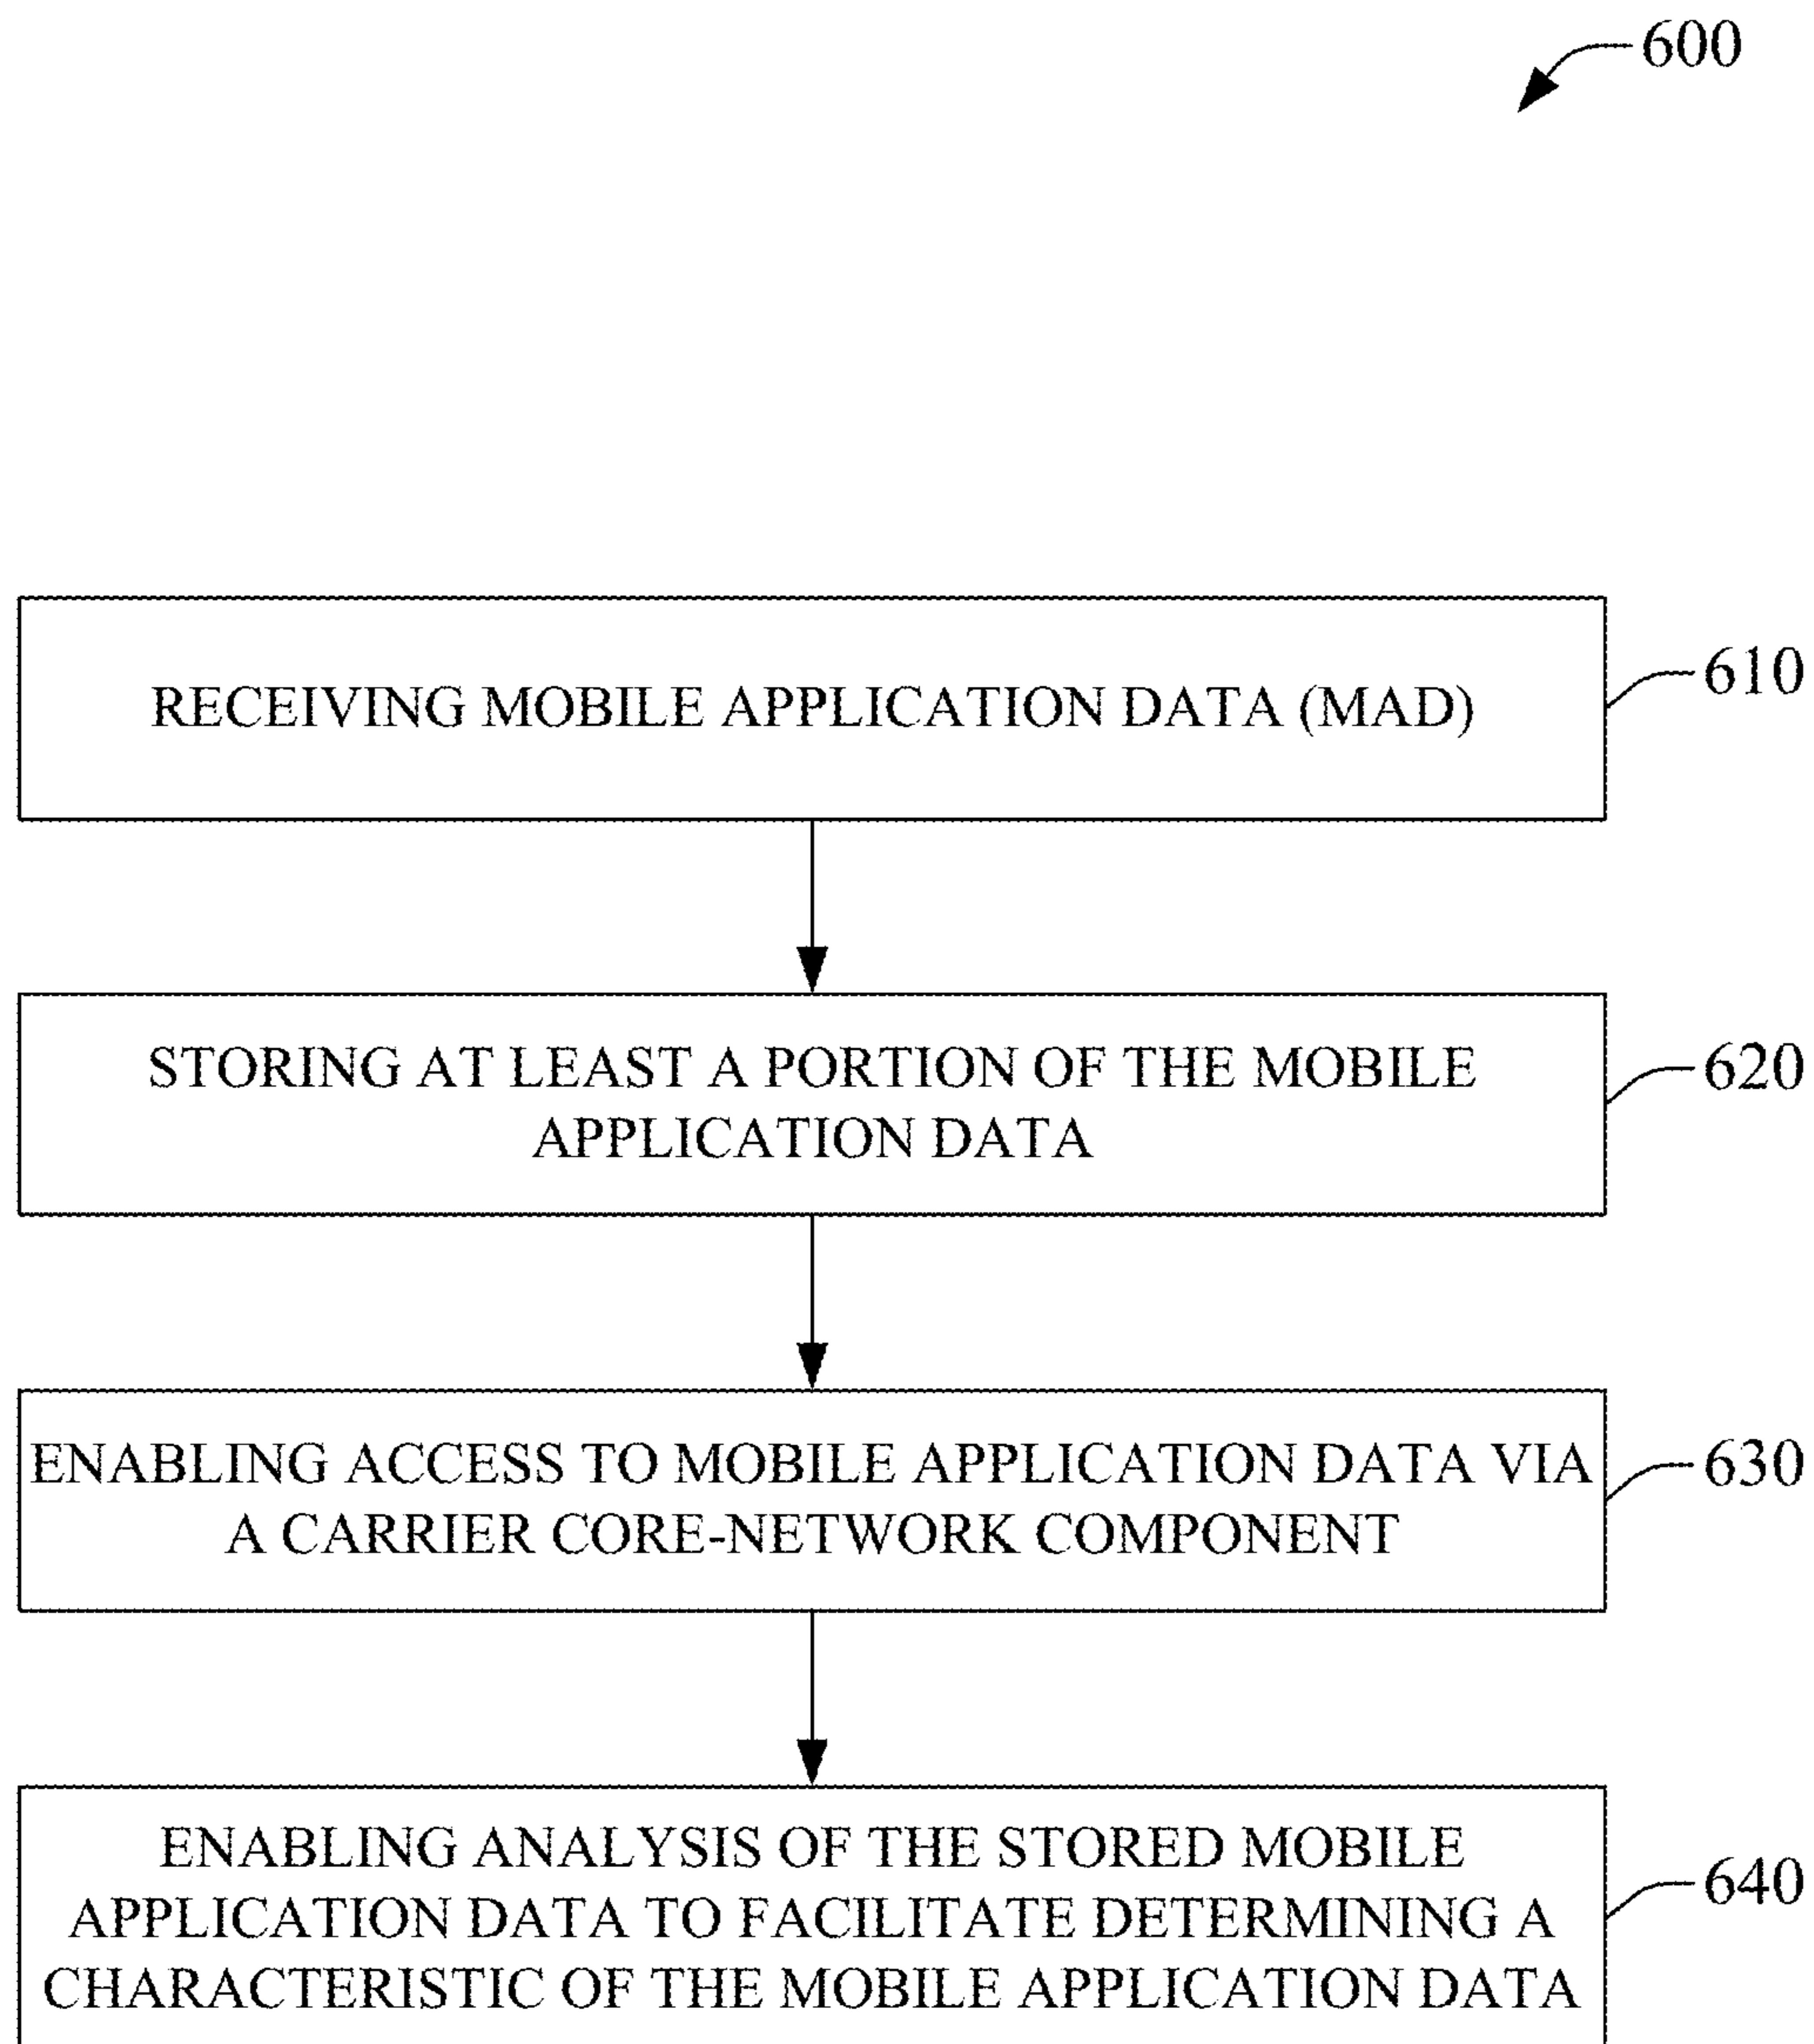 600
RECEIVING MOBILE APPLICATION DATA (MAD)
610
STORING AT LEAST A PORTION OF THE MOBILE
APPLICATION DATA
620
ENABLING ACCESS TO MOBILE APPLICATION DATA VIA
A CARRIER CORE-NETWORK COMPONENT
630
ENABLING ANALYSIS OF THE STORED MOBILE
APPLICATION DATA TO FACILITATE DETERMINING A
CHARACTERISTIC OF THE MOBILE APPLICATION DATA
640